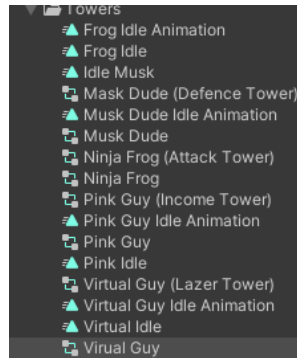 Towers
Frog Idle Animation
Frog Idle
Idle Musk
Mask Dude (Defence Tower)
Musk Dude Idle Animation
Musk Dude
Ninja Frog (Attack Tower)
Ninja Frog
Pink Guy (Income Tower)
Pink Guy Idle Animation
Pink Guy
Pink Idle
Virtual Guy (Lazer Tower)
Virtual Guy Idle Animation
Virtual Idle
Virual Guy